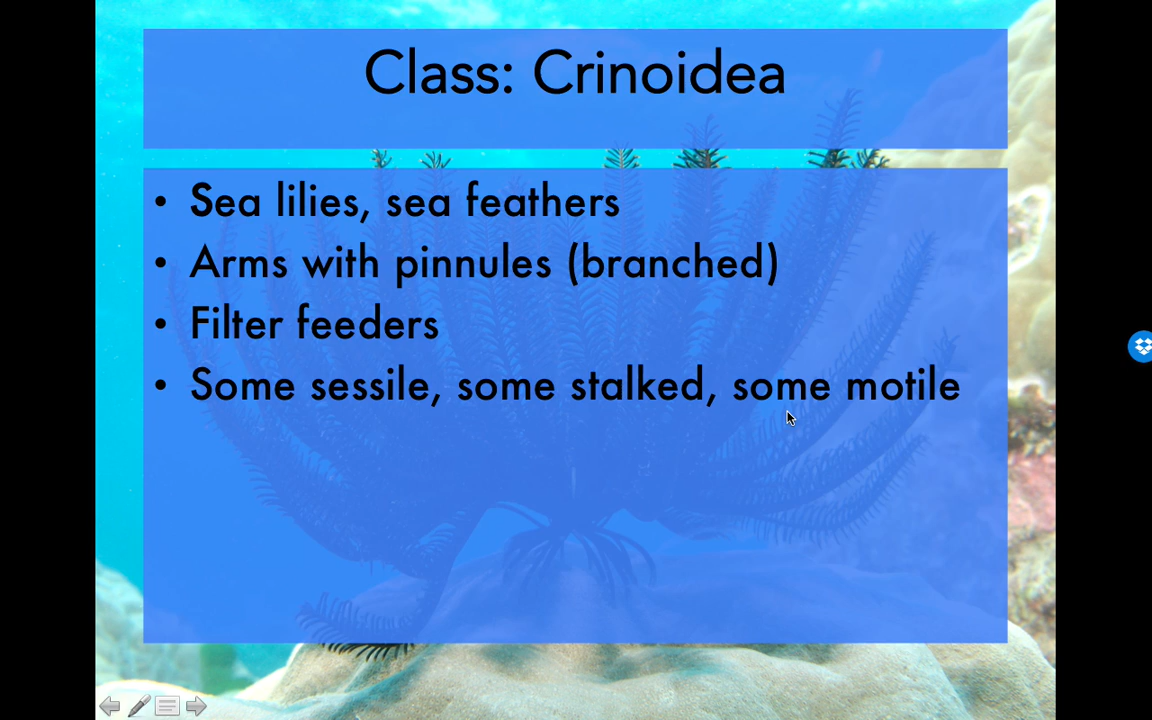 Class: Crinoidea
• Sea lilies, sea feathers
• Arms with pinnules (branched)
• Filter feeders
• Some sessile, some stalked, some motile